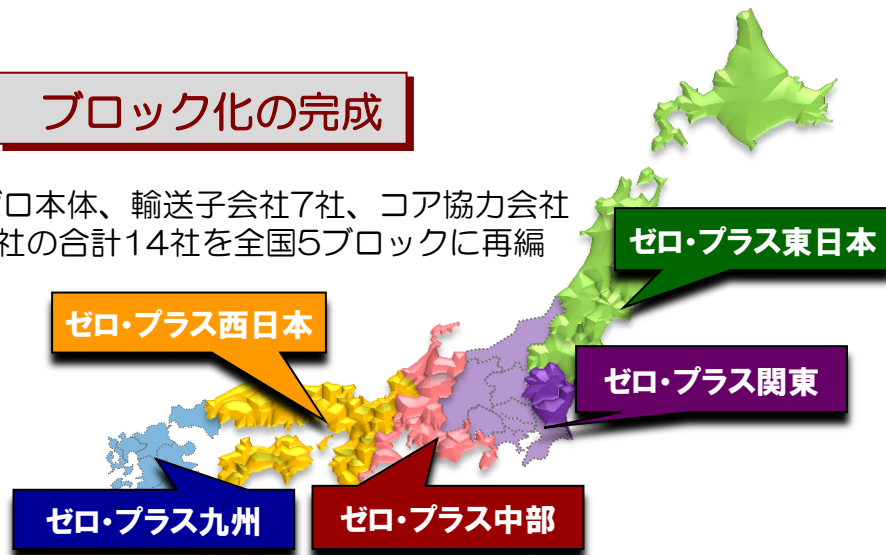 ブロック化の完成
ロ本体、輸送子会社7社、コア協力会社
社の合計14社を全国5ブロックに再編
ゼロ・プラス東日本
ゼロ・プラス西日本
ゼロ・プラス関東
ゼロ・プラス九州
ゼロ・プラス中部